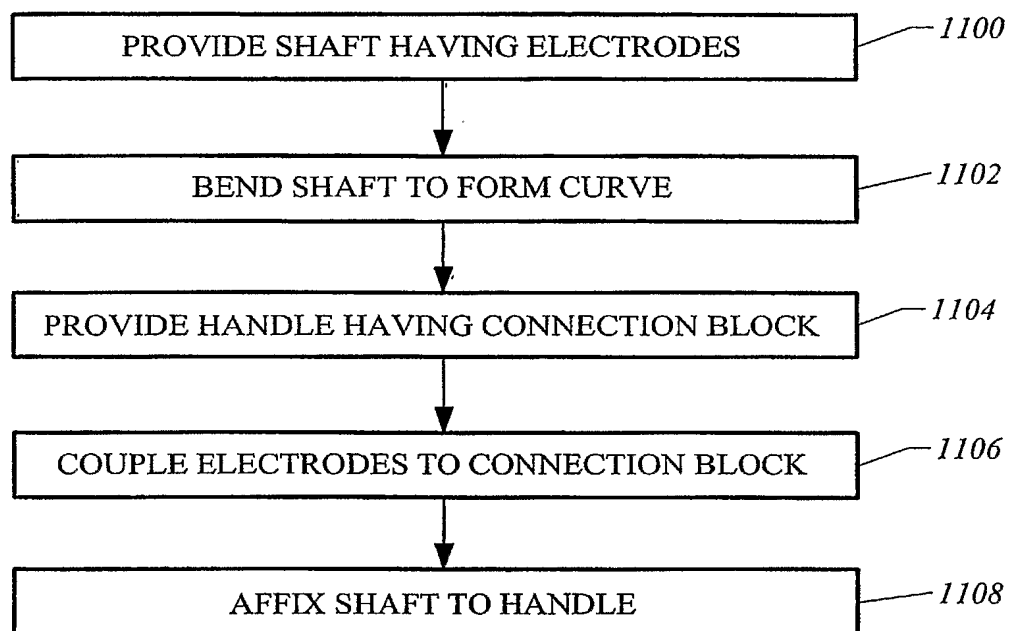 PROVIDE SHAFT HAVING ELECTRODES
1100
BEND SHAFT TO FORM CURVE
1102
PROVIDE HANDLE HAVING CONNECTION BLOCK
1104
COUPLE ELECTRODES TO CONNECTION BLOCK
1106
AFFIX SHAFT TO HANDLE
1108